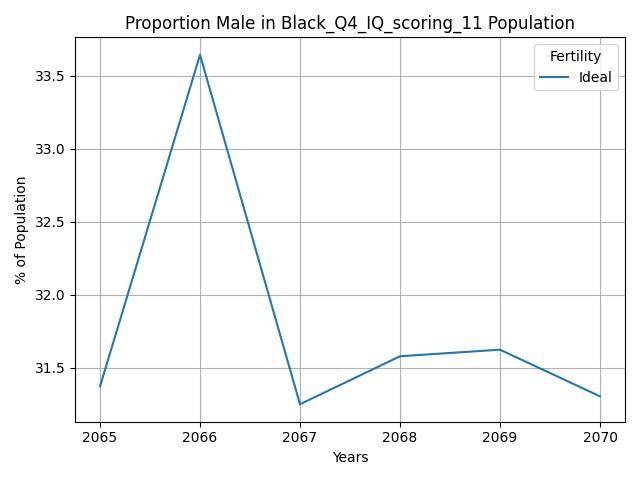 Proportion Male in Black_Q4_IQ_scoring_11 Population
Fertility
Ideal
33.5
33.0
32.5
32.0
31.5
% of Population
2065 2066 2067 2068 2069 2070
Years